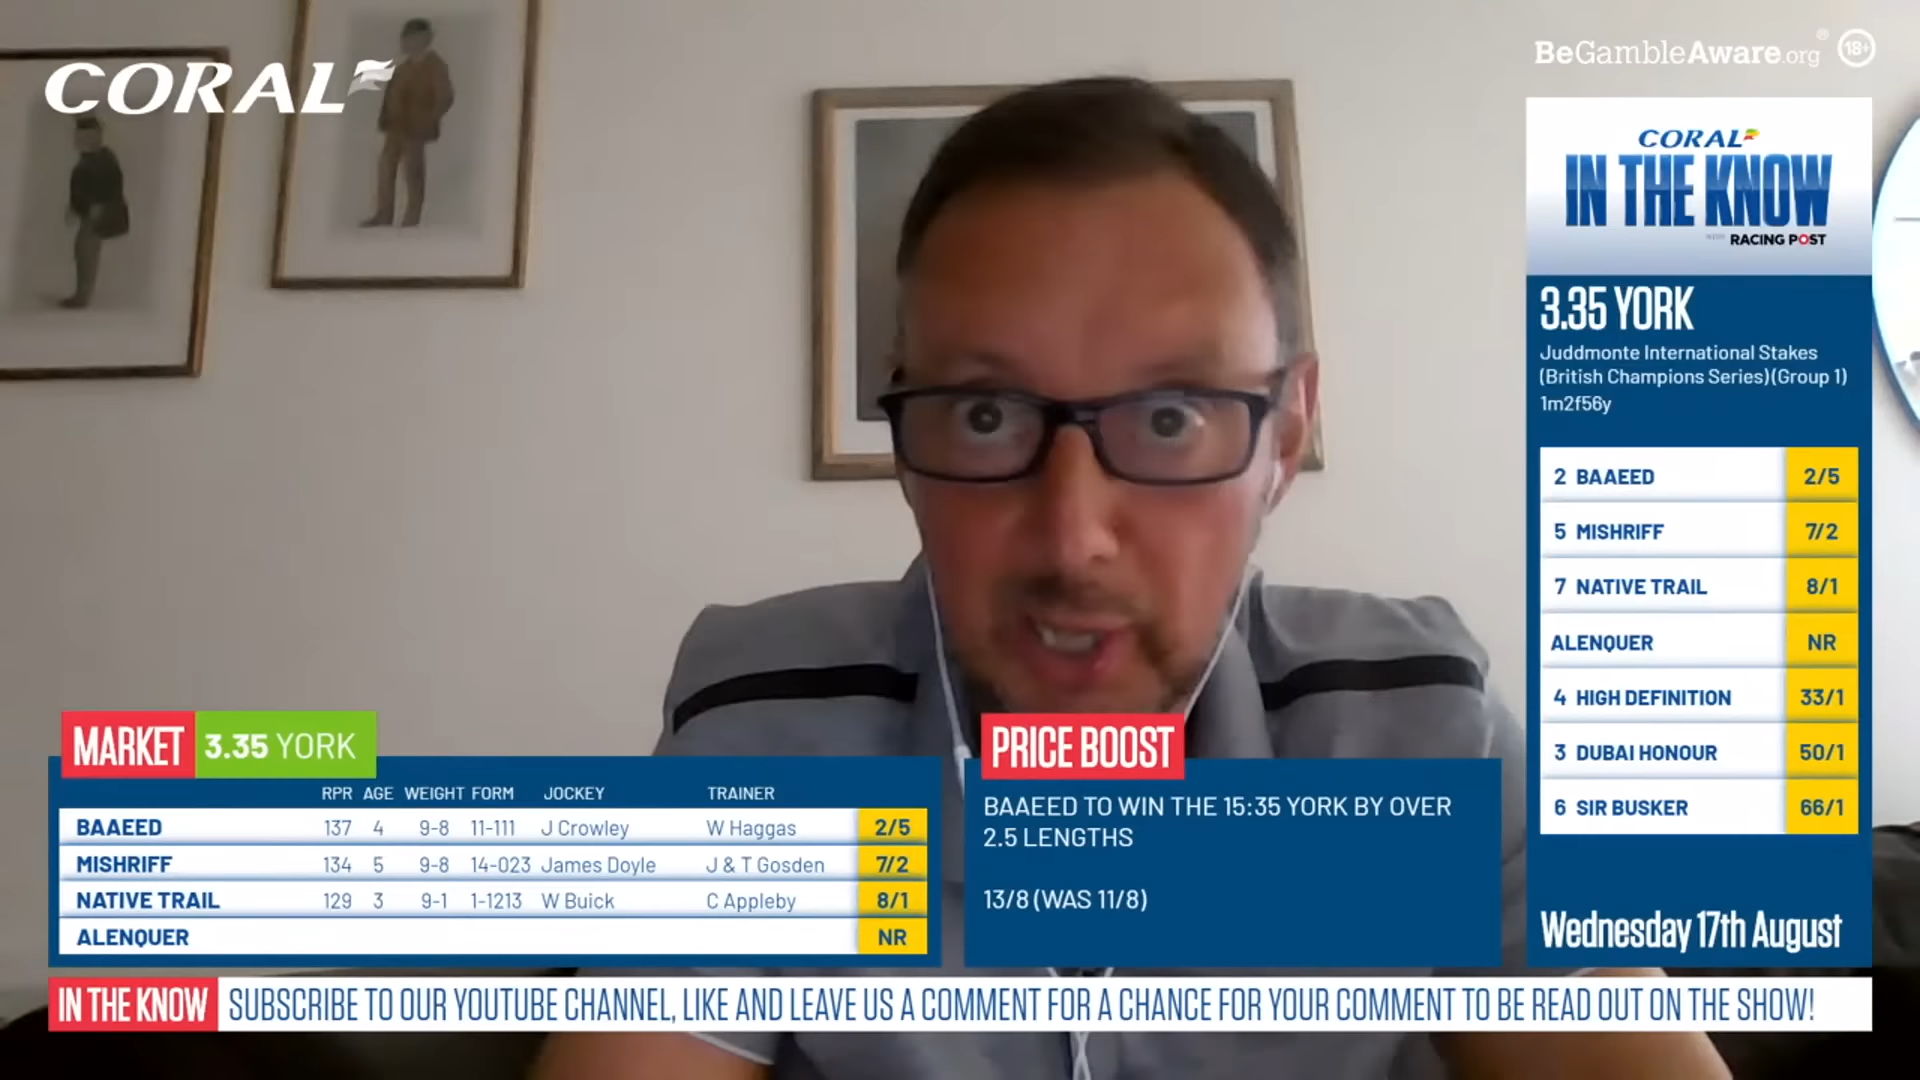 CORAL
BeGambleAware.org® 18+
CORAL
IN THE KNOW
WITH RACING POST
3.35 YORK
Juddmonte International Stakes
(British Champions Series)(Group 1)
1m2f56y
2 BAAEED 2/5
5 MISHRIFF 7/2
7 NATIVE TRAIL 8/1
ALENQUER NR
4 HIGH DEFINITION 33/1
3 DUBAI HONOUR 50/1
6 SIR BUSKER 66/1
Wednesday 17th August
MARKET 3.35 YORK
RPR AGE WEIGHT FORM JOCKEY TRAINER
BAAEED 137 4 9-8 11-111 J Crowley W Haggas 2/5
MISHRIFF 134 5 9-8 14-023 James Doyle J & T Gosden 7/2
NATIVE TRAIL 129 3 9-1 1-1213 W Buick C Appleby 8/1
ALENQUER NR
PRICE BOOST
BAAEED TO WIN THE 15:35 YORK BY OVER
2.5 LENGTHS
13/8 (WAS 11/8)
IN THE KNOW SUBSCRIBE TO OUR YOUTUBE CHANNEL, LIKE AND LEAVE US A COMMENT FOR A CHANCE FOR YOUR COMMENT TO BE READ OUT ON THE SHOW!